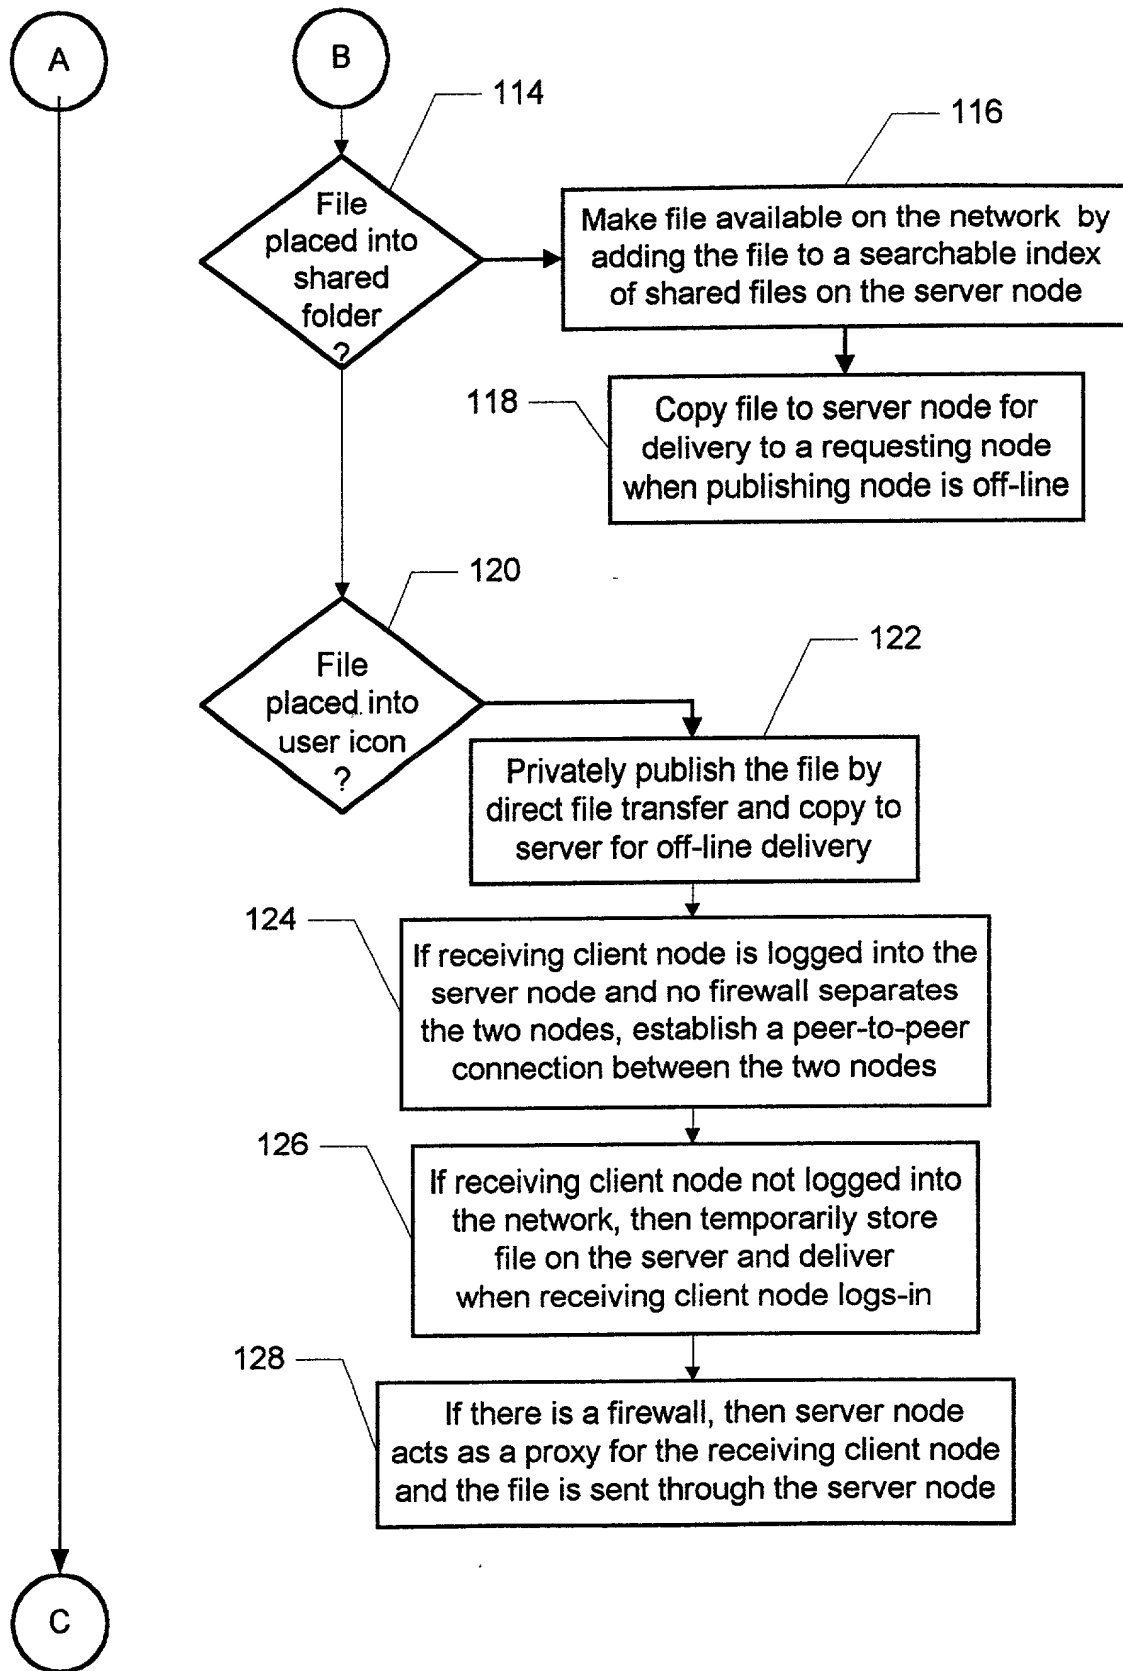 A
B
114
116
File
placed into
shared
folder
?
Make file available on the network by
adding the file to a searchable index
of shared files on the server node
118
Copy file to server node for
delivery to a requesting node
when publishing node is off-line
120
122
File
placed into
user icon
?
Privately publish the file by
direct file transfer and copy to
server for off-line delivery
124
If receiving client node is logged into the
server node and no firewall separates
the two nodes, establish a peer-to-peer
connection between the two nodes
126
If receiving client node not logged into
the network, then temporarily store
file on the server and deliver
when receiving client node logs-in
128
If there is a firewall, then server node
acts as a proxy for the receiving client node
and the file is sent through the server node
C